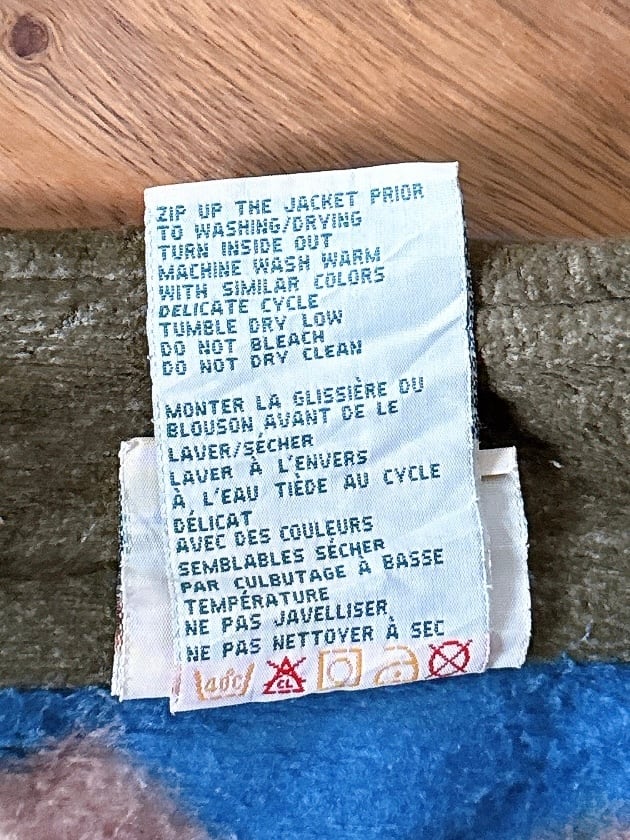 ZIP UP THE JACKET PRIOR
TO WASHING/DRYING
TURN INSIDE OUT
MACHINE WASH WARM
WITH SIMILAR COLORS
DELICATE CYCLE
TUMBLE DRY LOW
DO NOT BLEACH
DO NOT DRY CLEAN
MONTER LA GLISSIÈRE DU
BLOUSON AVANT DE LE
LAVER/SÉCHER
LAVER À L'ENVERS
À L'EAU TIÈDE AU CYCLE
DÉLICAT
AVEC DES COULEURS
SEMBLABLES SÉCHER
PAR CULBUTAGE À BASSE
TEMPÉRATURE
NE PAS JAVELLISER
NE PAS NETTOYER À SEC
40°C CL